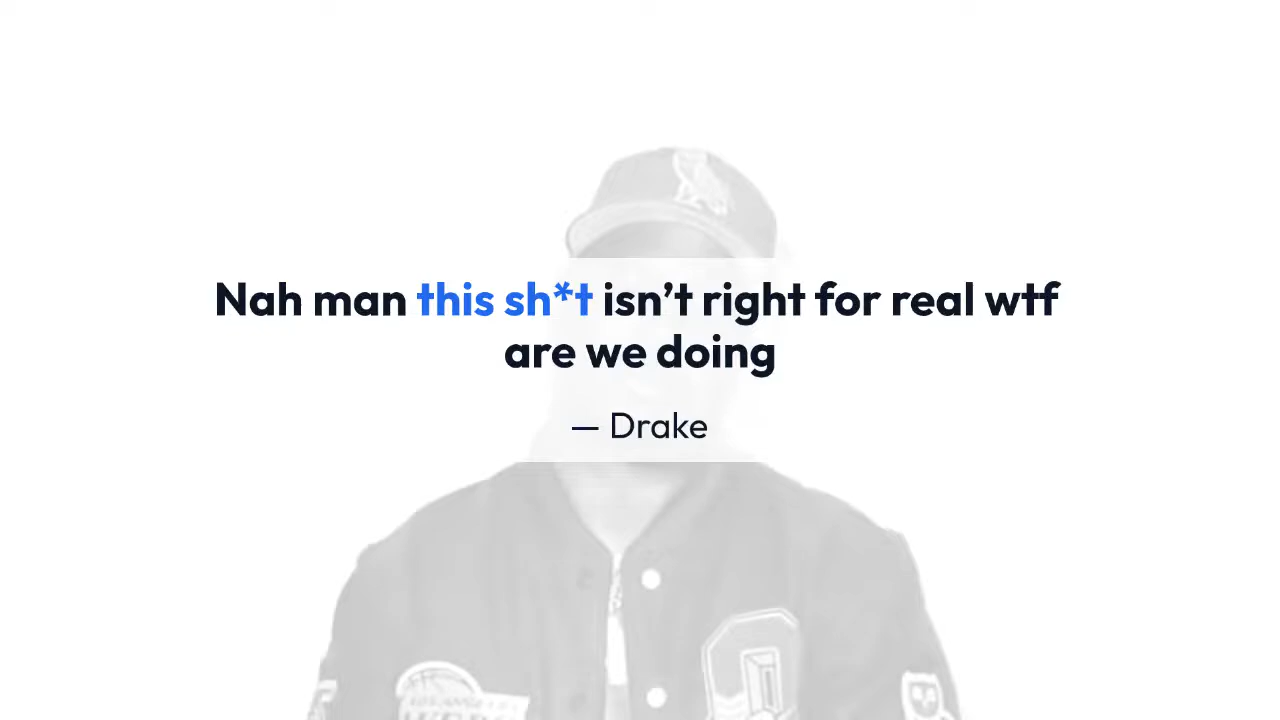 Nah man this sh*t isn’t right for real wtf
are we doing
— Drake